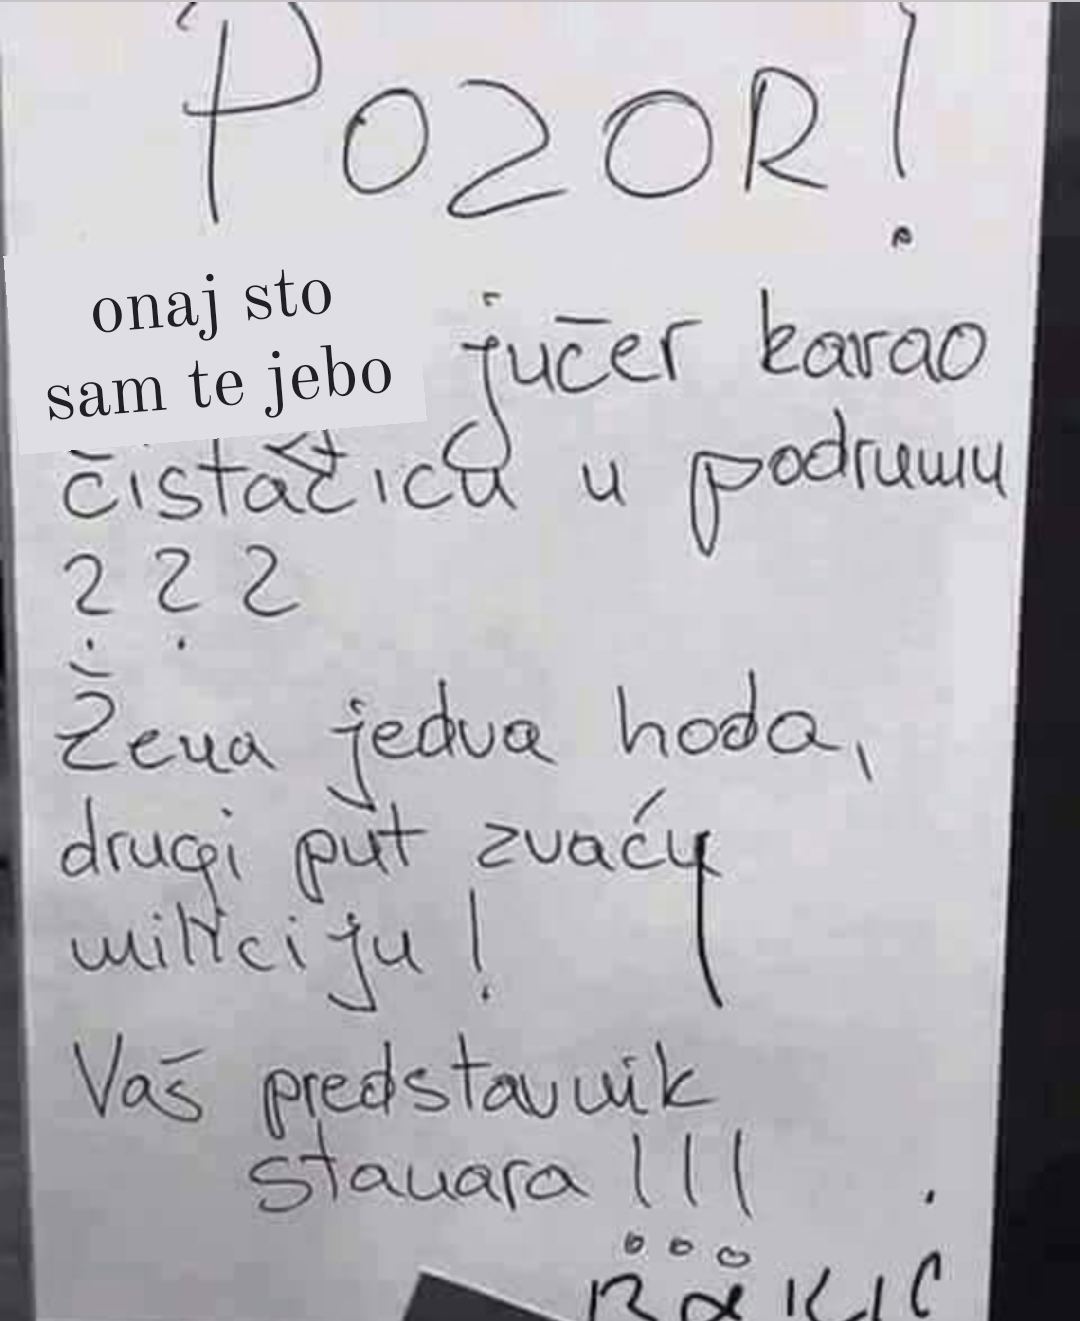 POZOR!
onaj sto
sam te jebo jučer karao
čistačicu u podrumu
???
Žena jedva hoda,
drugi put zvaću
miliciju!
Vaš predstavnik
stanara!!!